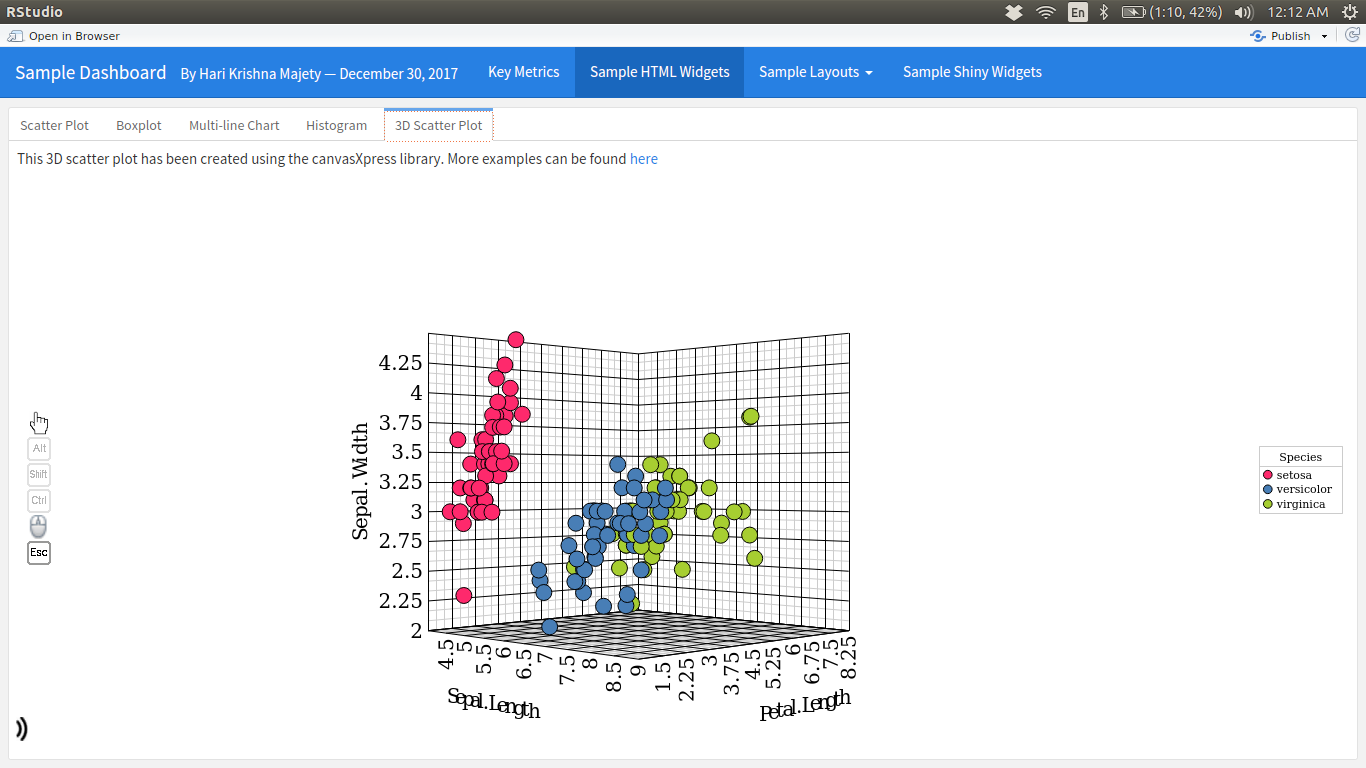 RStudio
En
(1:10, 42%)
12:12 AM
Open in Browser
Publish
Sample Dashboard
By Hari Krishna Majety — December 30, 2017
Key Metrics
Sample HTML Widgets
Sample Layouts
Sample Shiny Widgets
Scatter Plot
Boxplot
Multi-line Chart
Histogram
3D Scatter Plot
This 3D scatter plot has been created using the canvasXpress library. More examples can be found here
Alt
Shift
Ctrl
Esc
Sepal.Width
4.25
4
3.75
3.5
3.25
3
2.75
2.5
2.25
2
4.5
5
5.5
6
6.5
7
7.5
8
8.5
9
Sepal.Length
1.5
2.25
3
3.75
4.5
5.25
6
6.75
7.5
8.25
Petal.Length
Species
setosa
versicolor
virginica